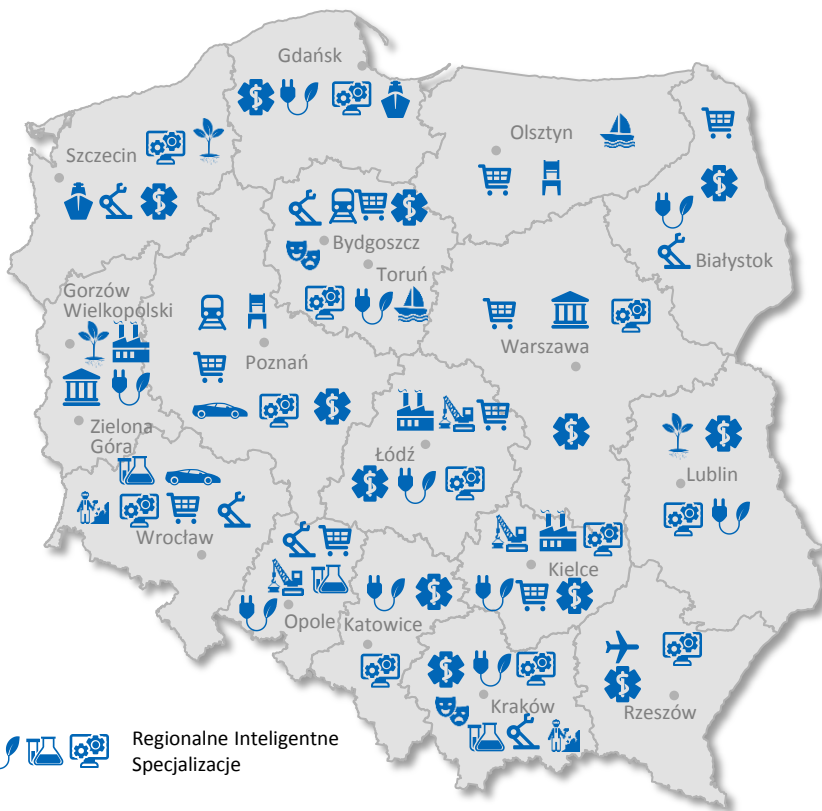 Gdańsk
Olsztyn
Szczecin
Bydgoszcz
Toruń
Białystok
Gorzów
Wielkopolski
Poznań
Warszawa
Zielona
Góra
Łódź
Lublin
Wrocław
Kielce
Opole
Katowice
Kraków
Rzeszów
Regionalne Inteligentne
Specjalizacje